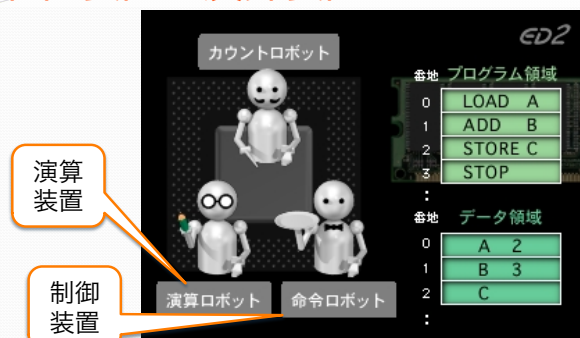 ED2
カウントロボット
番地 プログラム領域
0 LOAD A
1 ADD B
2 STORE C
3 STOP
:
番地 データ領域
0 A 2
1 B 3
2 C
:
演算
装置
制御
装置
演算ロボット
命令ロボット